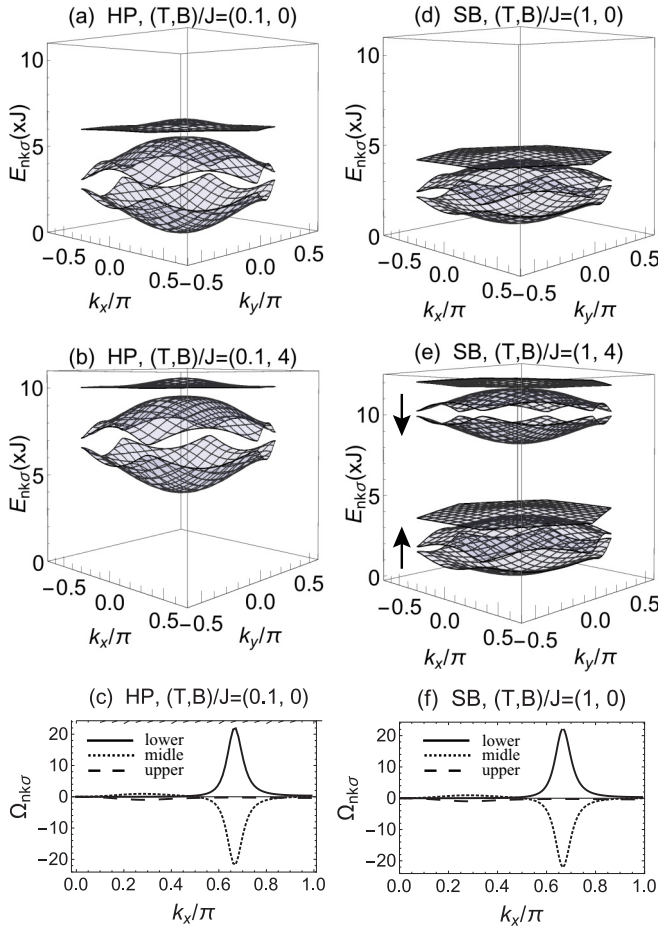 (a) HP, (T,B)/J=(0.1, 0)
E_nkσ(xJ)
10
5
0
−0.5
0.0
0.5
k_x/π
−0.5
0.0
0.5
k_y/π
(d) SB, (T,B)/J=(1, 0)
E_nkσ(xJ)
10
5
0
−0.5
0.0
0.5
k_x/π
−0.5
0.0
0.5
k_y/π
(b) HP, (T,B)/J=(0.1, 4)
E_nkσ(xJ)
10
5
0
−0.5
0.0
0.5
k_x/π
−0.5
0.0
0.5
k_y/π
(e) SB, (T,B)/J=(1, 4)
E_nkσ(xJ)
10
5
0
−0.5
0.0
0.5
k_x/π
−0.5
0.0
0.5
k_y/π
(c) HP, (T,B)/J=(0.1, 0)
Ω_nkσ
20
10
0
−10
−20
lower
midle
upper
0.0 0.2 0.4 0.6 0.8 1.0
k_x/π
(f) SB, (T,B)/J=(1, 0)
20
10
0
−10
−20
lower
midle
upper
0.0 0.2 0.4 0.6 0.8 1.0
k_x/π